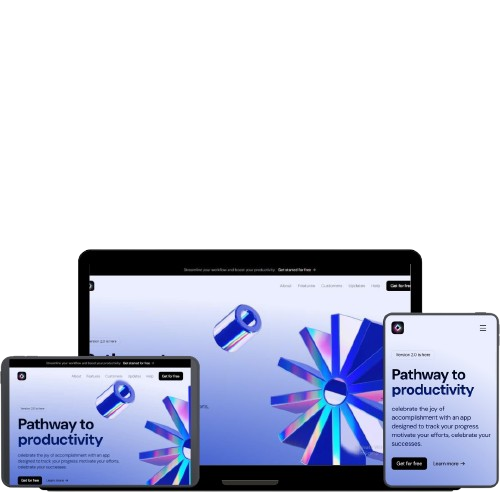 Streamline your workflow and boost your productivity. Get started for free →
About Features Customers Updates Help Get for free
Version 2.0 is here
Streamline your workflow and boost your productivity. Get started for free →
About Features Customers Updates Help Get for free
Version 2.0 is here
Pathway to
productivity
celebrate the joy of accomplishment with an app
designed to track your progress motivate your efforts,
celebrate your successes.
Get for free Learn more →
Version 2.0 is here
Pathway to
productivity
celebrate the joy of
accomplishment with an app
designed to track your progress
motivate your efforts, celebrate your
successes.
Get for free Learn more →